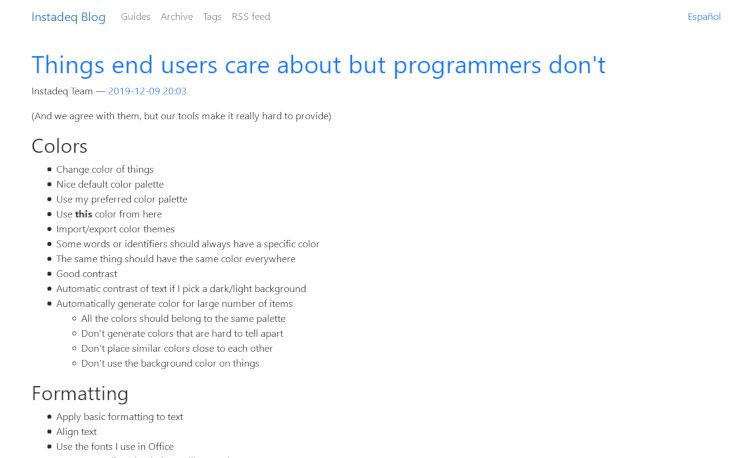 Instadeq Blog Guides Archive Tags RSS feed Español
Things end users care about but programmers don't
Instadeq Team — 2019-12-09 20:03
(And we agree with them, but our tools make it really hard to provide)
Colors
Change color of things
Nice default color palette
Use my preferred color palette
Use this color from here
Import/export color themes
Some words or identifiers should always have a specific color
The same thing should have the same color everywhere
Good contrast
Automatic contrast of text if I pick a dark/light background
Automatically generate color for large number of items
All the colors should belong to the same palette
Don't generate colors that are hard to tell apart
Don't place similar colors close to each other
Don't use the background color on things
Formatting
Apply basic formatting to text
Align text
Use the fonts I use in Office